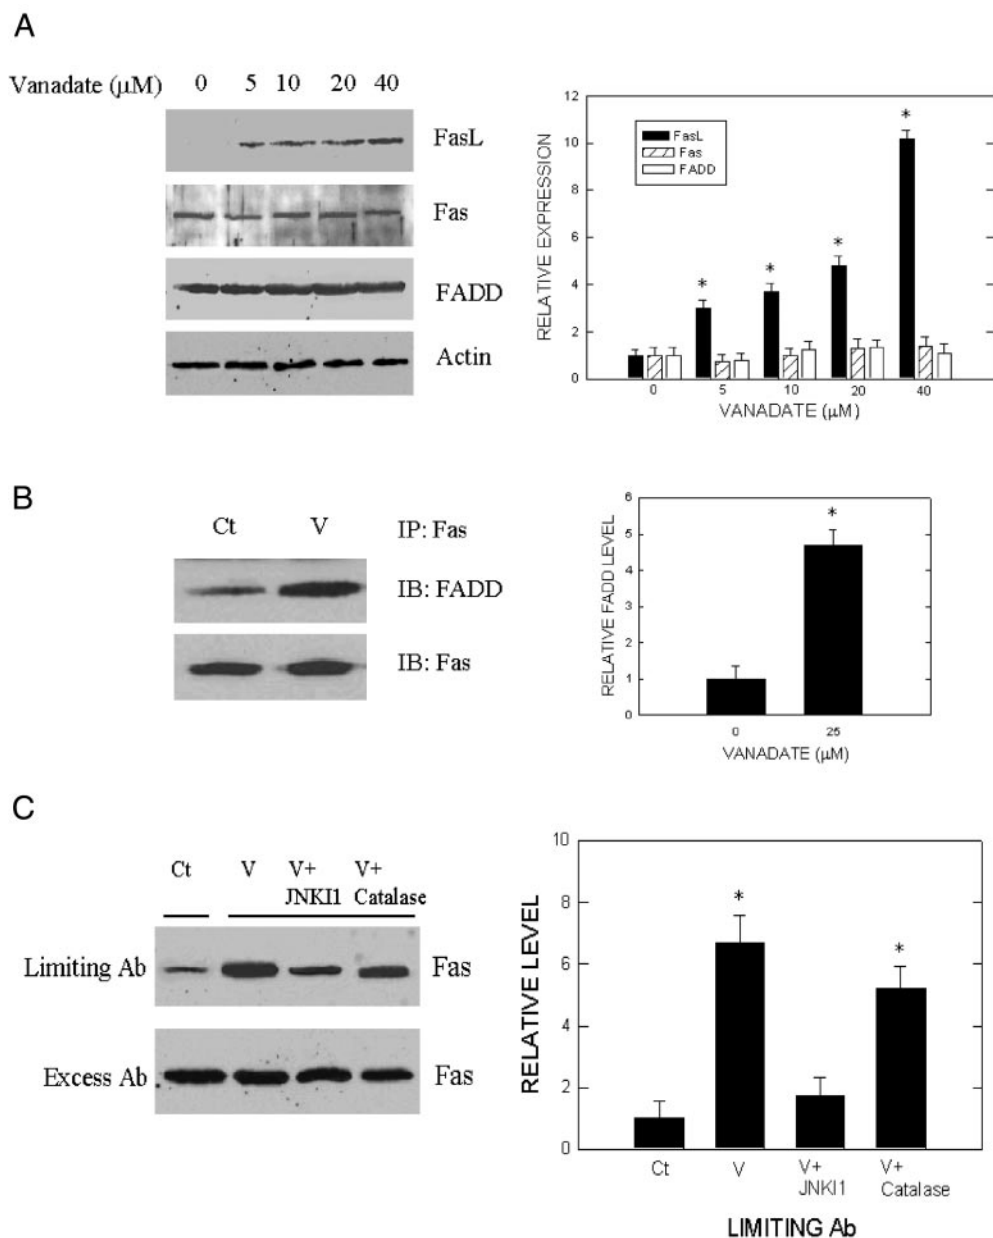 A
Vanadate (μM) 0 5 10 20 40
FasL
Fas
FADD
Actin
12
10
8
6
4
2
0
RELATIVE EXPRESSION
FasL
Fas
FADD
*
*
*
*
0 5 10 20 40
VANADATE (μM)
B
Ct V IP: Fas
IB: FADD
IB: Fas
6
5
4
3
2
1
0
RELATIVE FADD LEVEL
*
0 25
VANADATE (μM)
C
Ct V V+ V+
JNKI1 Catalase
Limiting Ab Fas
Excess Ab Fas
10
8
6
4
2
0
RELATIVE LEVEL
*
*
Ct V V+ V+
JNKI1 Catalase
LIMITING Ab